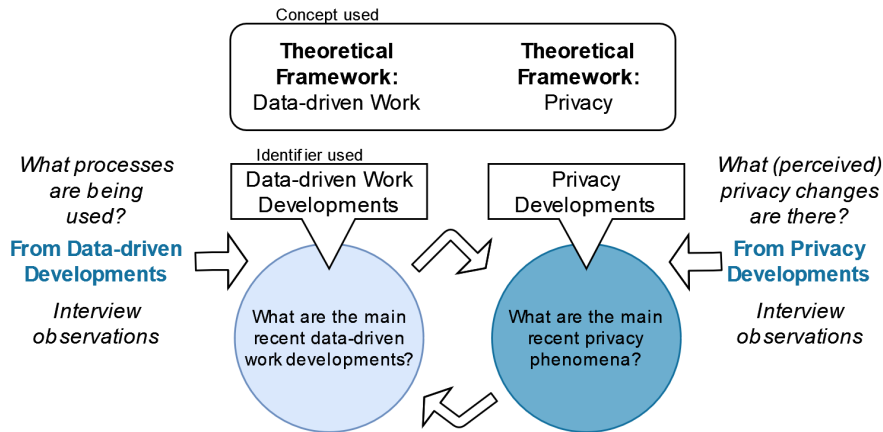 Concept used
Theoretical
Framework:
Data-driven Work
Theoretical
Framework:
Privacy
Identifier used
Data-driven Work
Developments
Privacy
Developments
What processes
are being
used?
From Data-driven
Developments
Interview
observations
What are the main
recent data-driven
work developments?
What are the main
recent privacy
phenomena?
What (perceived)
privacy changes
are there?
From Privacy
Developments
Interview
observations